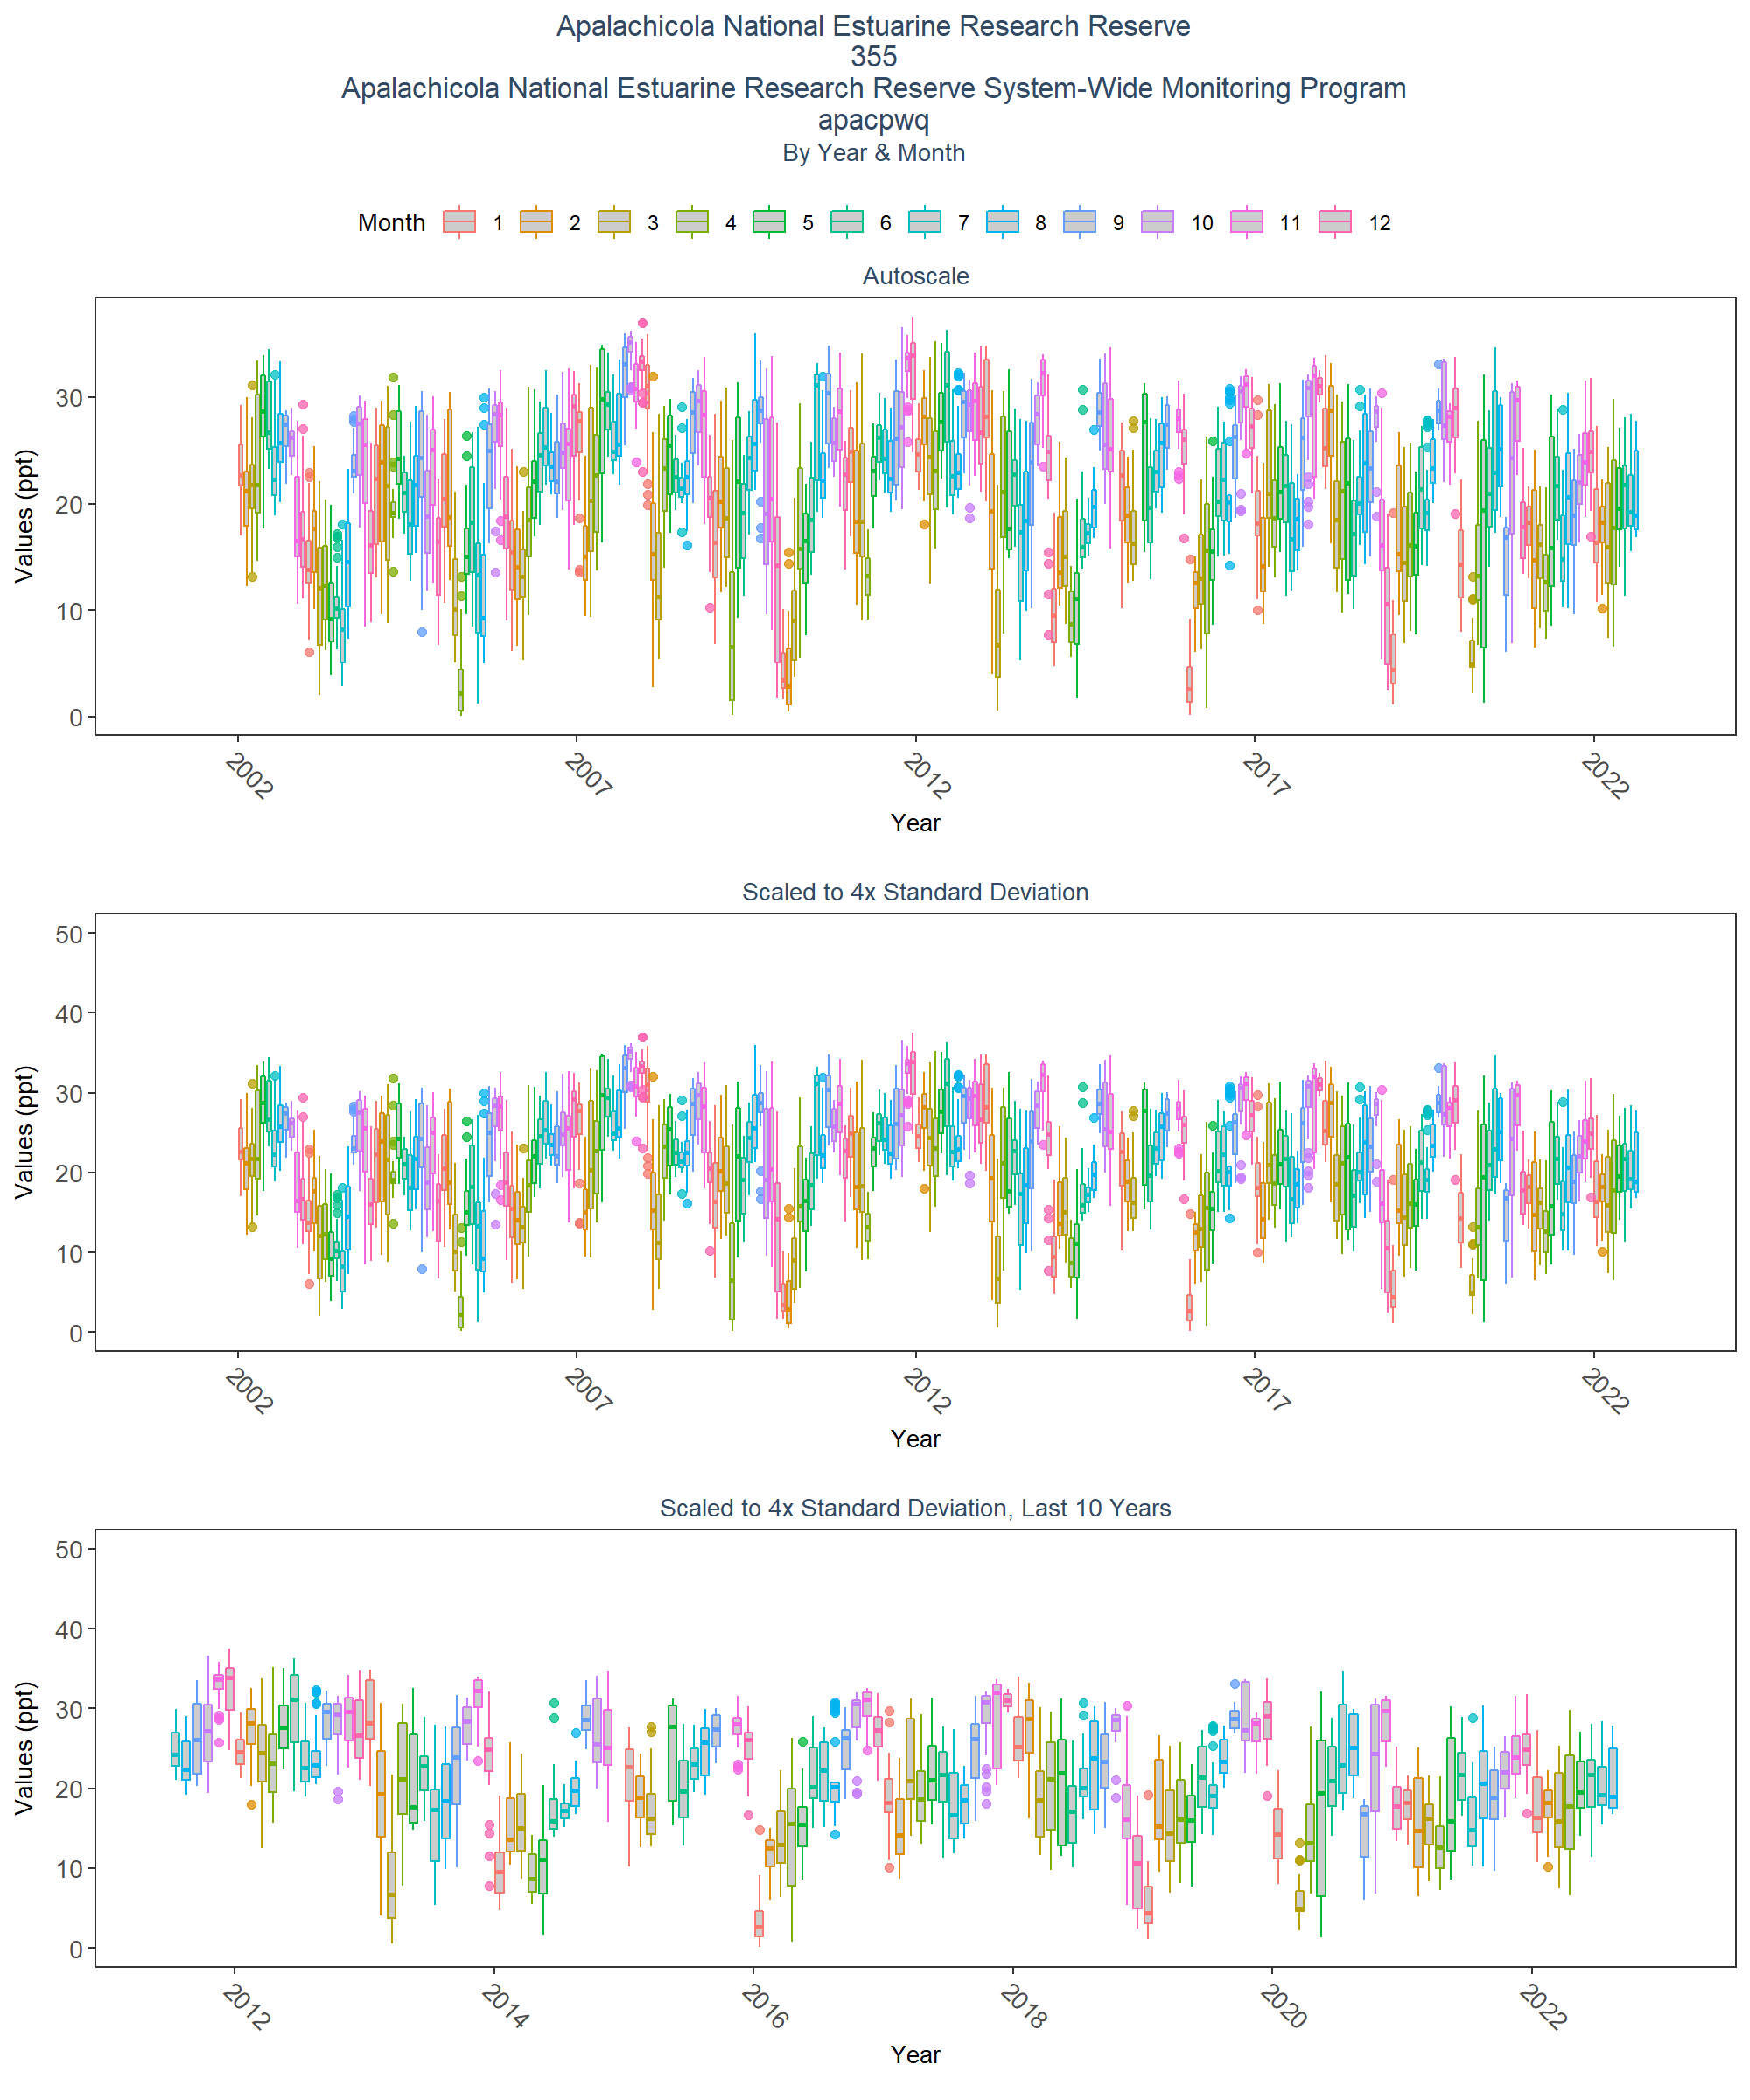 Apalachicola National Estuarine Research Reserve
355
Apalachicola National Estuarine Research Reserve System-Wide Monitoring Program
apacpwq
By Year & Month
Month 1 2 3 4 5 6 7 8 9 10 11 12
Autoscale
Values (ppt)
30
20
10
0
2002 2007 2012 2017 2022
Year
Scaled to 4x Standard Deviation
Values (ppt)
50
40
30
20
10
0
2002 2007 2012 2017 2022
Year
Scaled to 4x Standard Deviation, Last 10 Years
Values (ppt)
50
40
30
20
10
0
2012 2014 2016 2018 2020 2022
Year